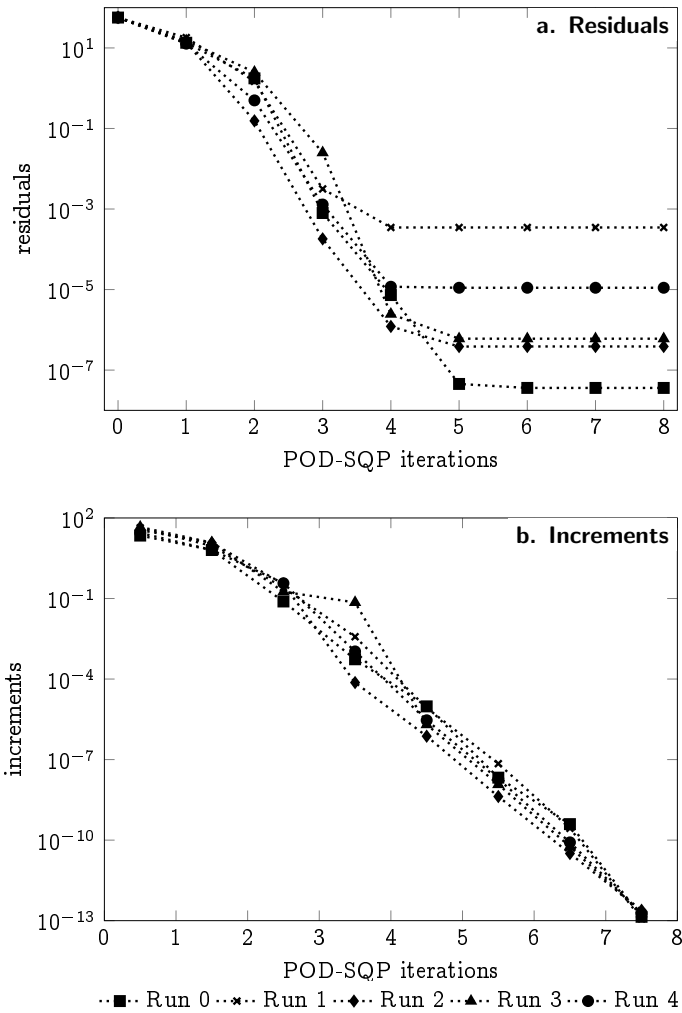 a. Residuals
10^1
10^−1
10^−3
10^−5
10^−7
residuals
0 1 2 3 4 5 6 7 8
POD-SQP iterations
b. Increments
10^2
10^−1
10^−4
10^−7
10^−10
10^−13
increments
0 1 2 3 4 5 6 7 8
POD-SQP iterations
Run 0 Run 1 Run 2 Run 3 Run 4